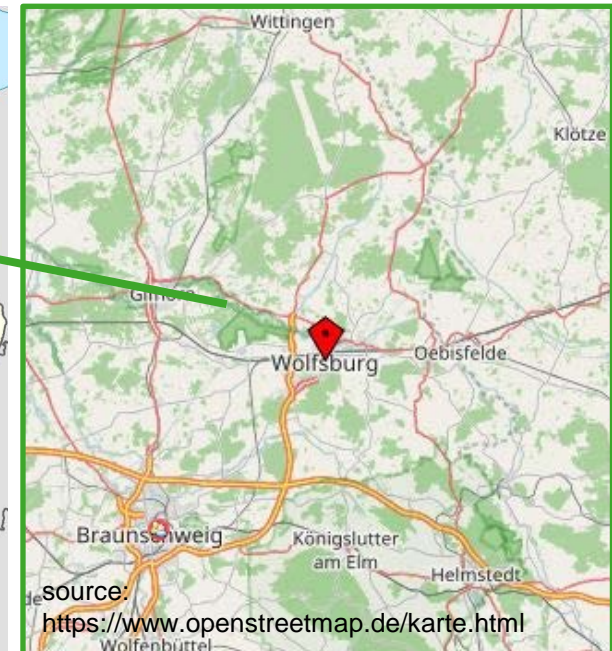 Wittingen
Klötze
Gifhorn
Wolfsburg
Oebisfelde
Braunschweig
Königslutter
am Elm
Helmstedt
source:
https://www.openstreetmap.de/karte.html
Wolfenbüttel